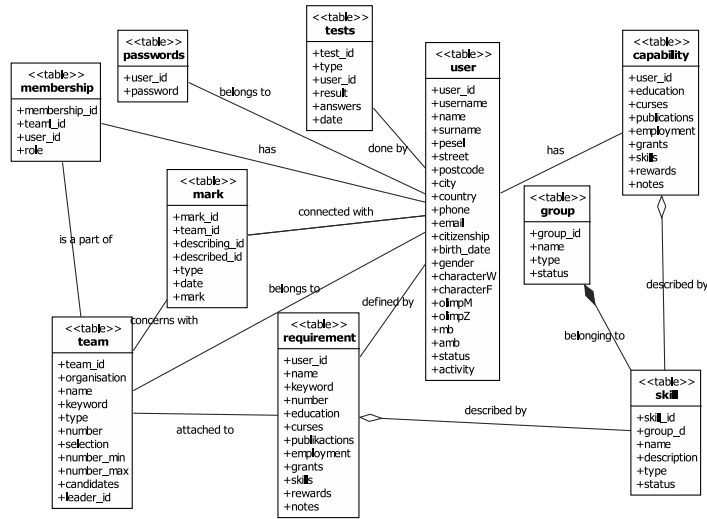 <<table>>
passwords
+user_id
+password
<<table>>
tests
+test_id
+type
+user_id
+result
+answers
+date
<<table>>
user
+user_id
+username
+name
+surname
+pesel
+street
+postcode
+city
+country
+phone
+email
+citizenship
+birth_date
+gender
+characterW
+characterF
+olimpM
+olimpZ
+mb
+amb
+status
+activity
<<table>>
capability
+user_id
+education
+curses
+publications
+employment
+grants
+skills
+rewards
+notes
<<table>>
membership
+membership_id
+teaml_id
+user_id
+role
belongs to
has
done by
has
<<table>>
mark
+mark_id
+team_id
+describing_id
+described_id
+type
+date
+mark
connected with
<<table>>
group
+group_id
+name
+type
+status
is a part of
belongs to
described by
concerns with
defined by
belonging to
<<table>>
team
+team_id
+organisation
+name
+keyword
+type
+number
+selection
+number_min
+number_max
+candidates
+leader_id
<<table>>
requirement
+user_id
+name
+keyword
+number
+education
+curses
+publikactions
+employment
+grants
+skills
+rewards
+notes
attached to
described by
<<table>>
skill
+skill_id
+group_d
+name
+description
+type
+status